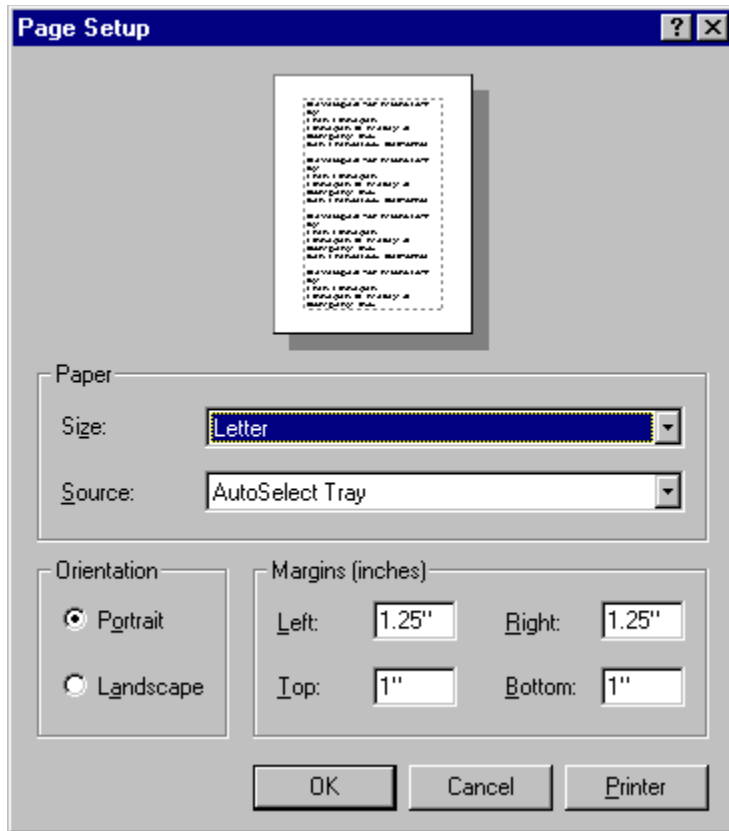 Page Setup
Paper
Size: Letter
Source: AutoSelect Tray
Orientation
Portrait
Landscape
Margins (inches)
Left: 1.25" Right: 1.25"
Top: 1" Bottom: 1"
OK Cancel Printer